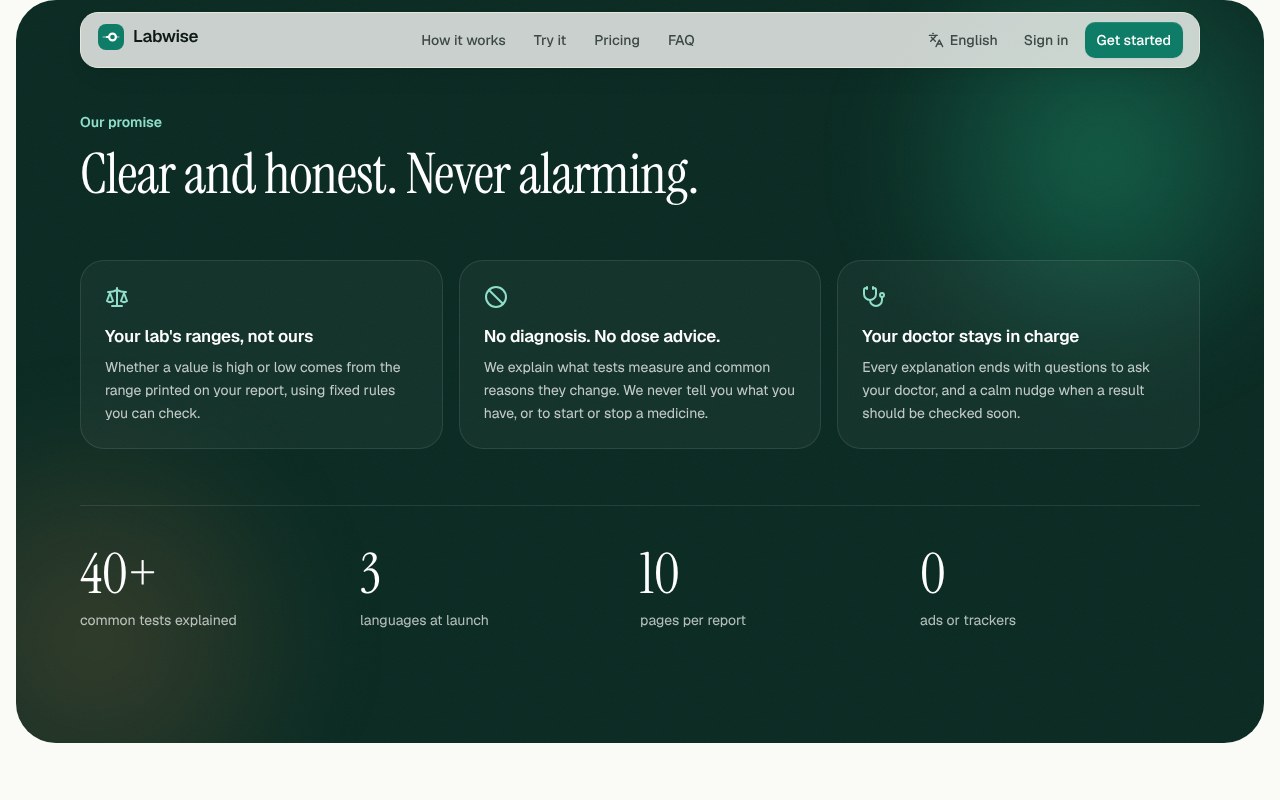 Labwise
How it works
Try it
Pricing
FAQ
English
Sign in
Get started
Our promise
Clear and honest. Never alarming.
Your lab's ranges, not ours
Whether a value is high or low comes from the
range printed on your report, using fixed rules
you can check.
No diagnosis. No dose advice.
We explain what tests measure and common
reasons they change. We never tell you what you
have, or to start or stop a medicine.
Your doctor stays in charge
Every explanation ends with questions to ask
your doctor, and a calm nudge when a result
should be checked soon.
40+
common tests explained
3
languages at launch
10
pages per report
0
ads or trackers